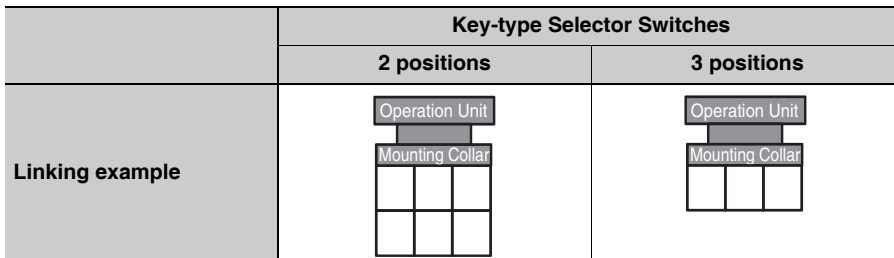 Key-type Selector Switches
2 positions
3 positions
Linking example
Operation Unit
Mounting Collar
Operation Unit
Mounting Collar